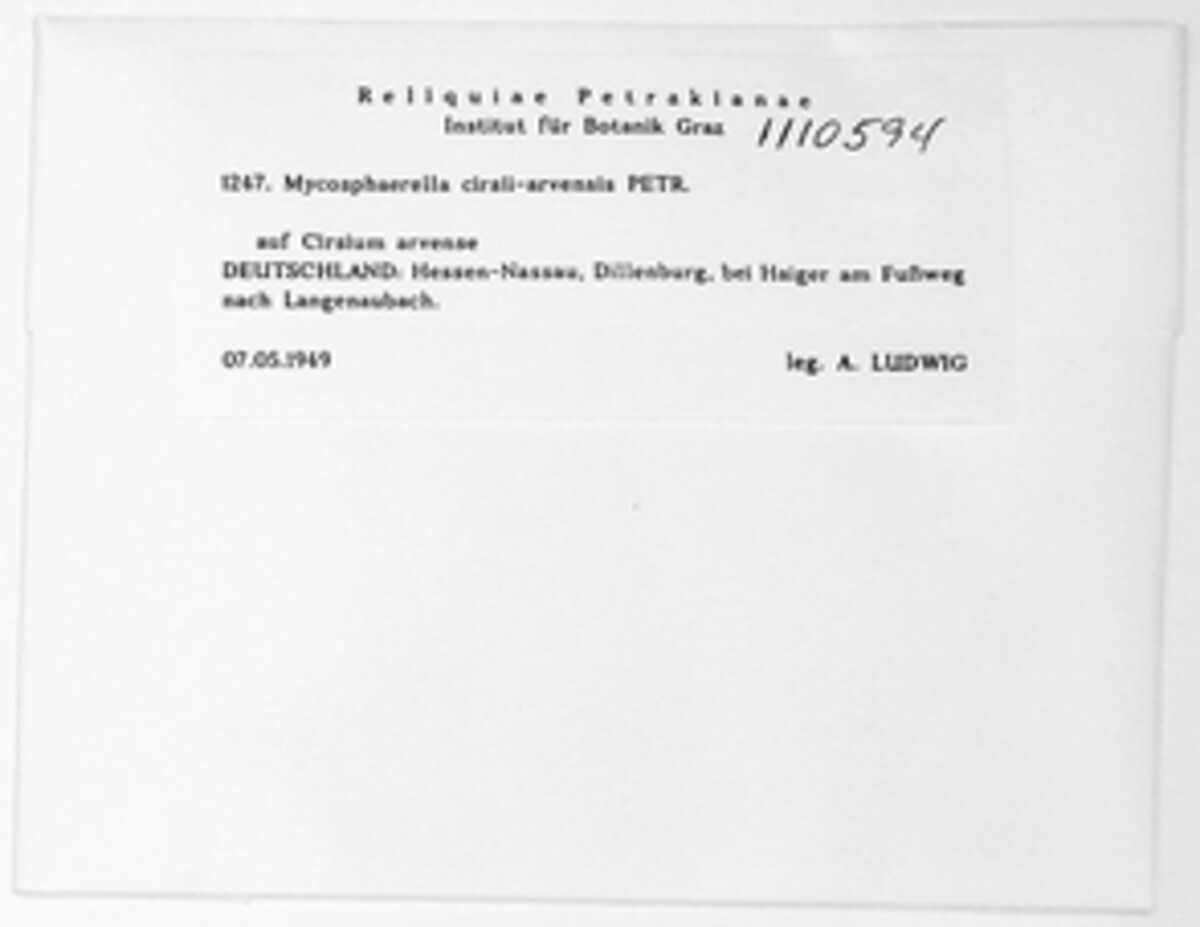 Reliquiae Petrakianae
Institut für Botanik Graz 1110594
1247. Mycosphaerella cirsii-arvensis PETR.
auf Cirsium arvense
DEUTSCHLAND: Hessen-Nassau, Dillenburg, bei Haiger am Fußweg
nach Langenaubach.
07.05.1949 leg. A. LUDWIG